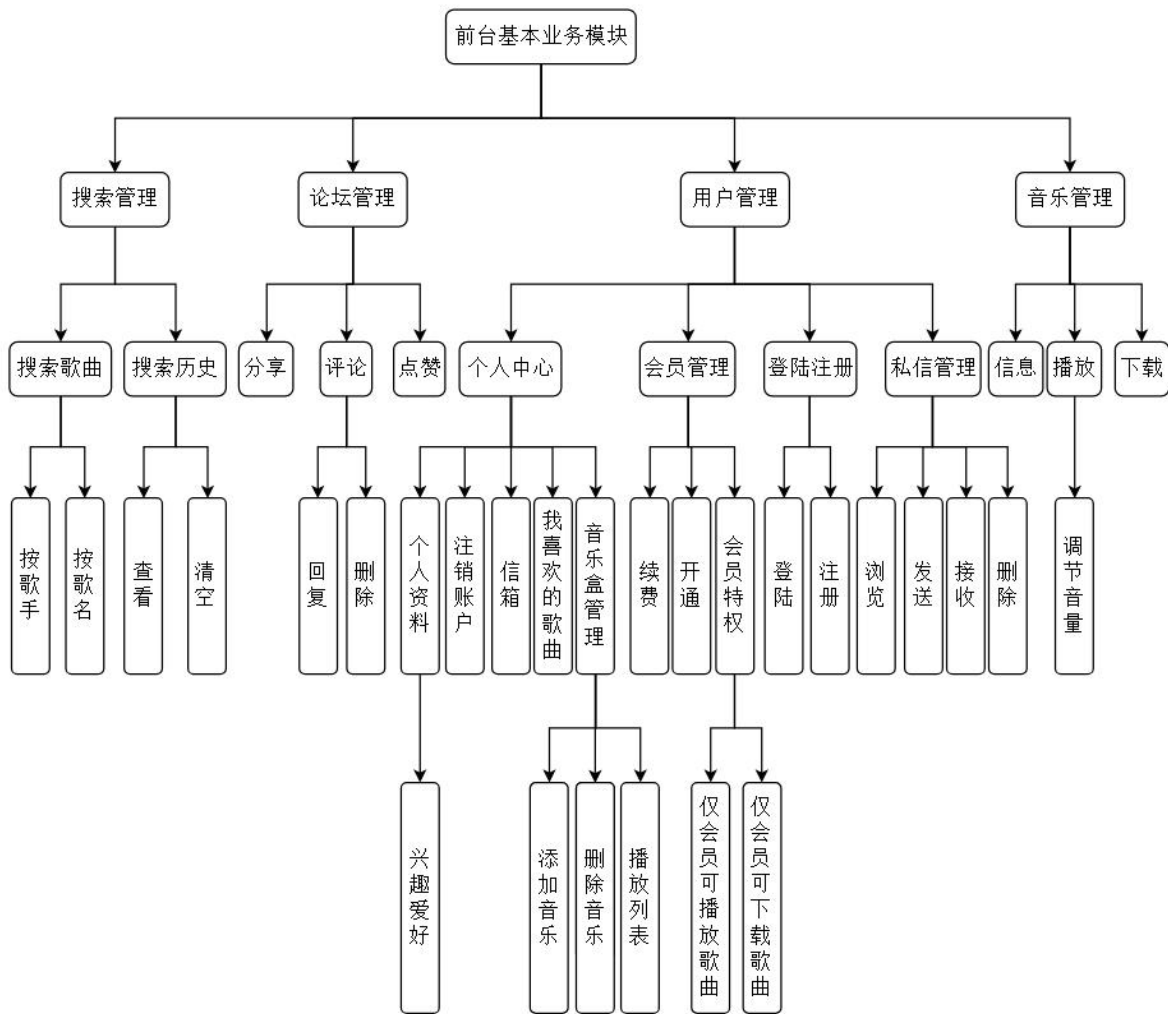 前台基本业务模块
搜索管理
论坛管理
用户管理
音乐管理
搜索歌曲
搜索历史
分享
评论
点赞
个人中心
会员管理
登陆注册
私信管理
信息
播放
下载
按歌手
按歌名
查看
清空
回复
删除
个人资料
注销账户
信箱
我喜欢的歌曲
音乐盒管理
续费
开通
会员特权
登陆
注册
浏览
发送
接收
删除
调节音量
兴趣爱好
添加音乐
删除音乐
播放列表
仅会员可播放歌曲
仅会员可下载歌曲